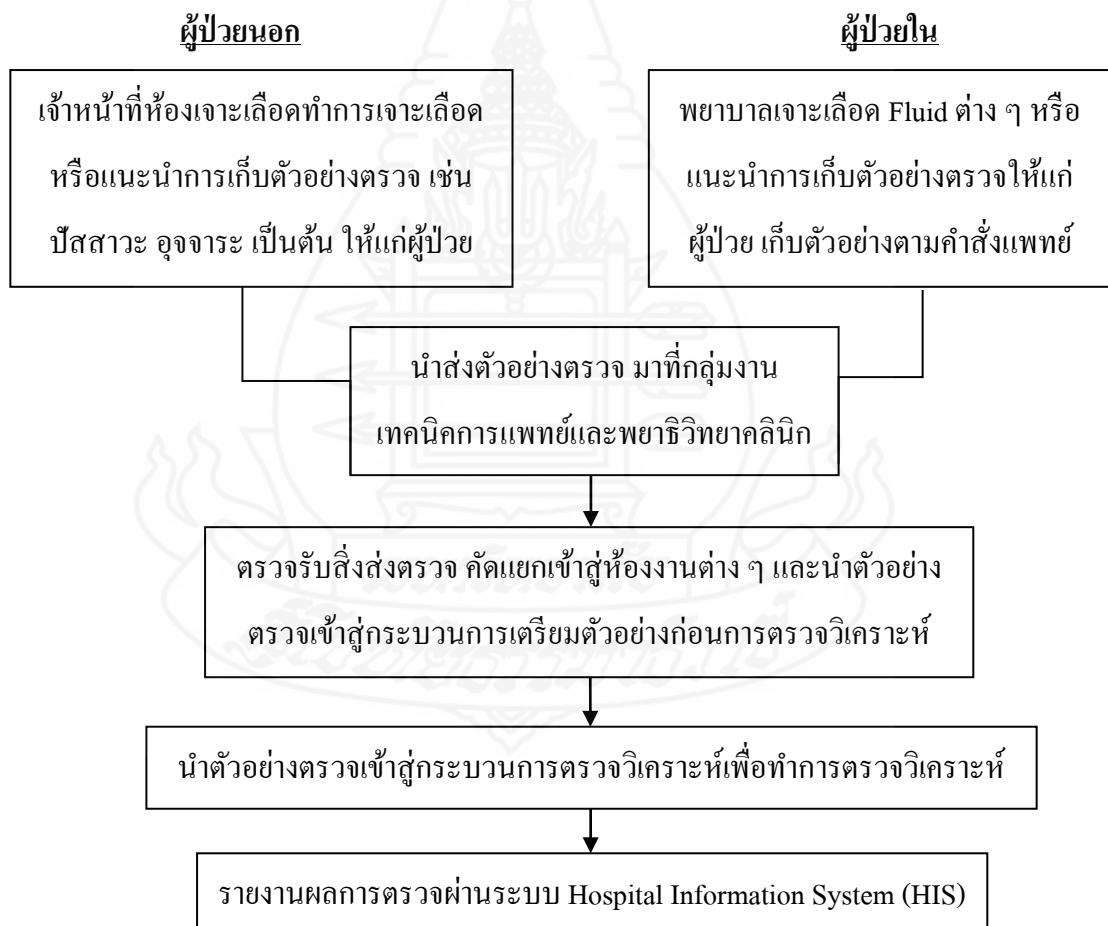 ผู้ป่วยนอก
ผู้ป่วยใน
เจ้าหน้าที่ห้องเจาะเลือดทำการเจาะเลือด
หรือแนะนำการเก็บตัวอย่างตรวจ เช่น
ปัสสาวะ อุจจาระ เป็นต้น ให้แก่ผู้ป่วย
พยาบาลเจาะเลือด Fluid ต่าง ๆ หรือ
แนะนำการเก็บตัวอย่างตรวจให้แก่
ผู้ป่วย เก็บตัวอย่างตามคำสั่งแพทย์
นำส่งตัวอย่างตรวจ มาที่กลุ่มงาน
เทคนิคการแพทย์และพยาธิวิทยาคลินิก
ตรวจรับสิ่งส่งตรวจ คัดแยกเข้าสู่ห้องงานต่าง ๆ และนำตัวอย่าง
ตรวจเข้าสู่กระบวนการเตรียมตัวอย่างก่อนการตรวจวิเคราะห์
นำตัวอย่างตรวจเข้าสู่กระบวนการตรวจวิเคราะห์เพื่อทำการตรวจวิเคราะห์
รายงานผลการตรวจผ่านระบบ Hospital Information System (HIS)